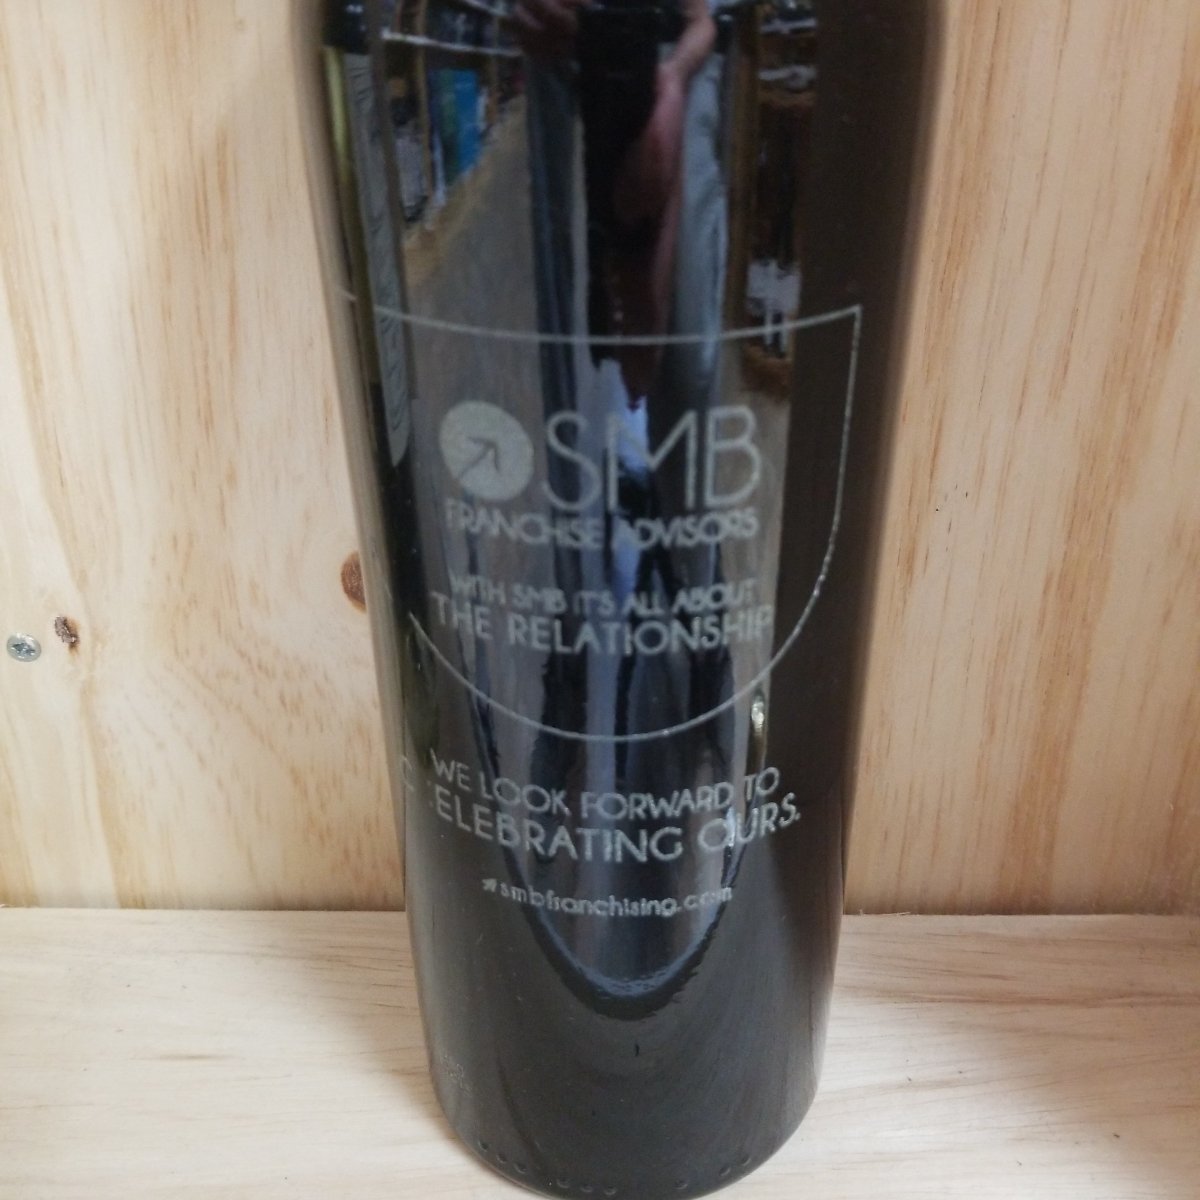 SMB
FRANCHISE ADVISORS
WITH SMB IT'S ALL ABOUT
THE RELATIONSHIP
WE LOOK FORWARD TO
CELEBRATING OURS.
smbfranchising.com